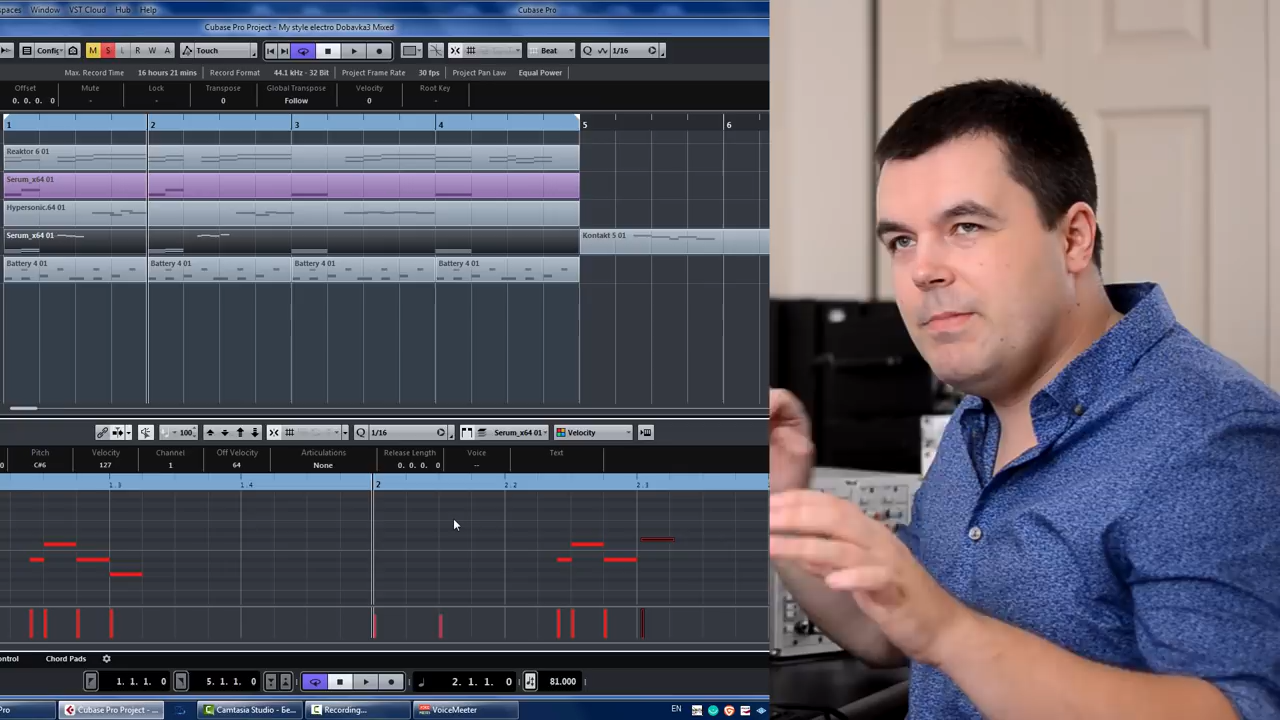 spaces Window VST Cloud Hub Help Cubase Pro
Cubase Pro Project - My style electro Dobavka3 Mixed
Config M S L R W A Touch Beat Q 1/16
Max. Record Time 16 hours 21 mins Record Format 44.1 kHz - 32 Bit Project Frame Rate 30 fps Project Pan Law Equal Power
Offset Mute Lock Transpose Global Transpose Velocity Root Key
0. 0. 0. 0 - - 0 Follow 0 -
1 2 3 4 5 6
Reaktor 6 01
Serum_x64 01
Hypersonic.64 01
Serum_x64 01 Kontakt 5 01
Battery 4 01 Battery 4 01 Battery 4 01 Battery 4 01
100 Q 1/16 Serum_x64 01 Velocity
Pitch Velocity Channel Off Velocity Articulations Release Length Voice Text
0 C#6 127 1 64 None 0. 0. 0. 0 --
1.3 1.4 2 2.2 2.3
Chord Pads
1. 1. 1. 0 5. 1. 1. 0 2. 1. 1. 0 81.000
Pro Cubase Pro Project - ... Camtasia Studio - Бе... Recording... VoiceMeeter EN